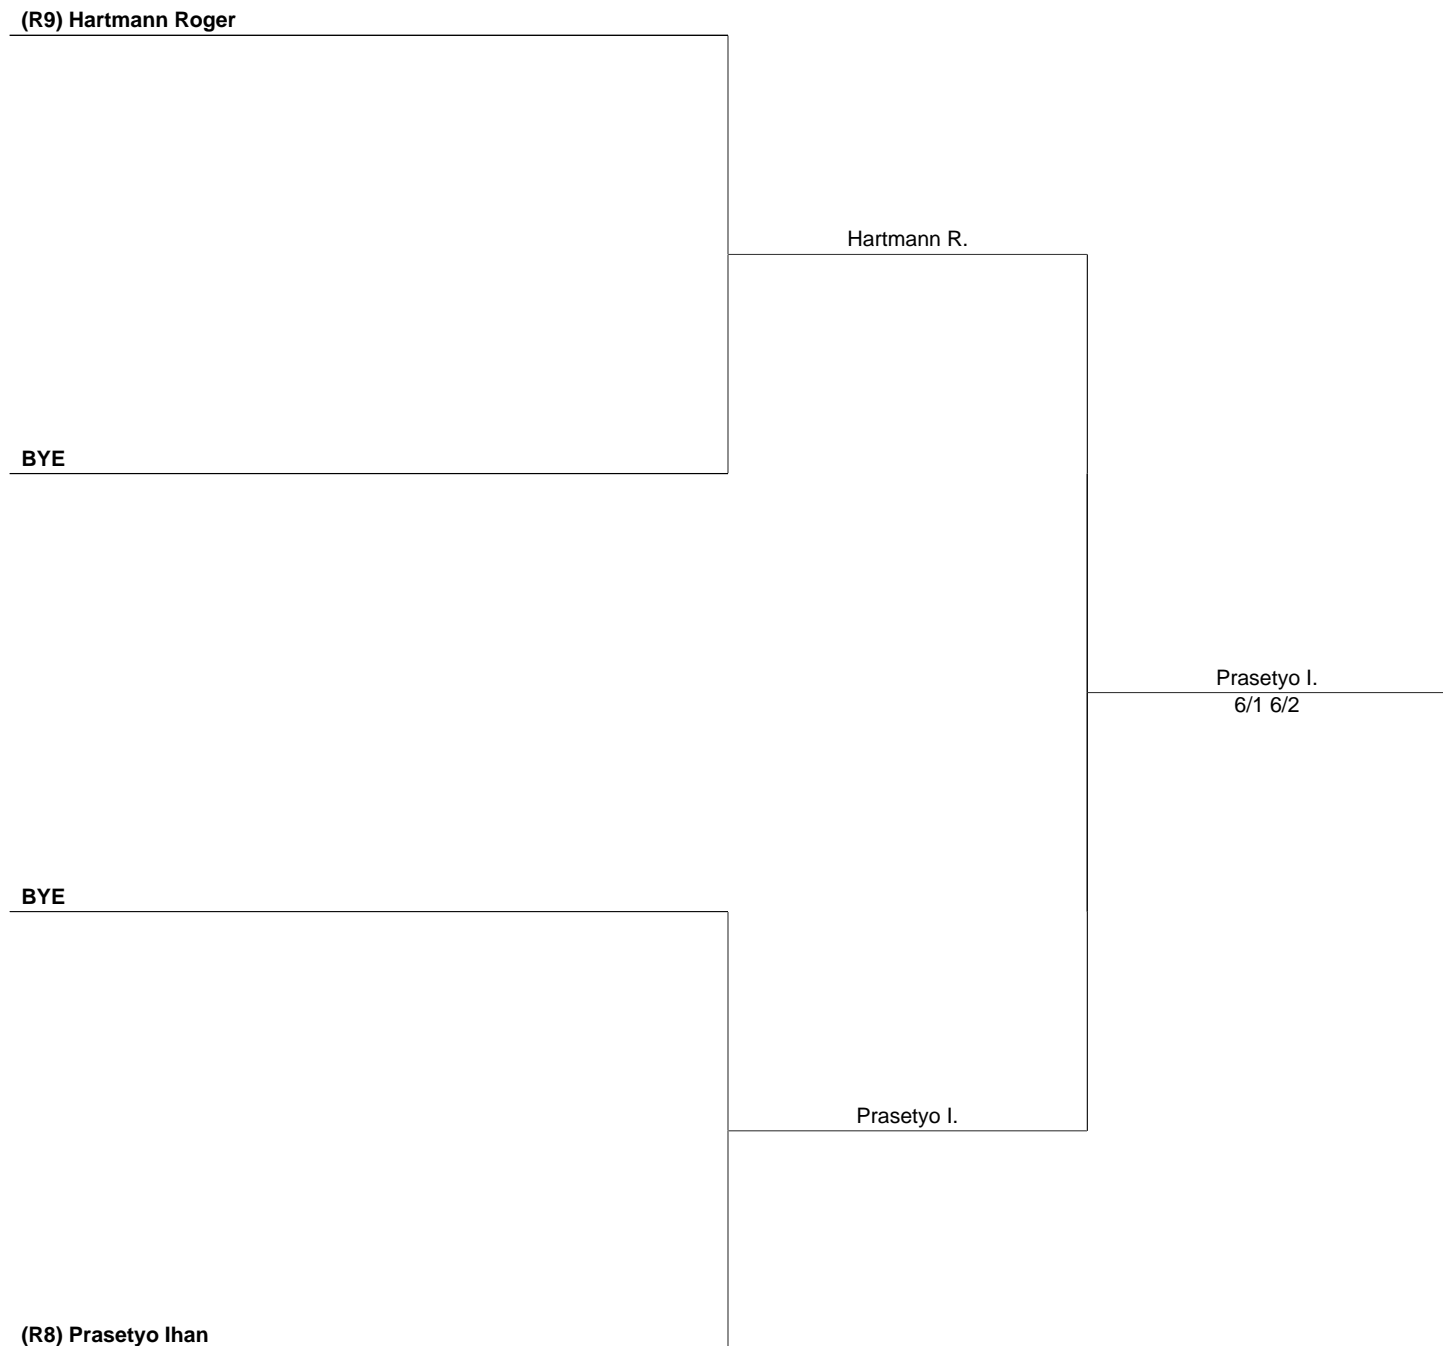 (R9) Hartmann Roger
Hartmann R.
BYE
Prasetyo I.
6/1 6/2
BYE
Prasetyo I.
(R8) Prasetyo Ihan